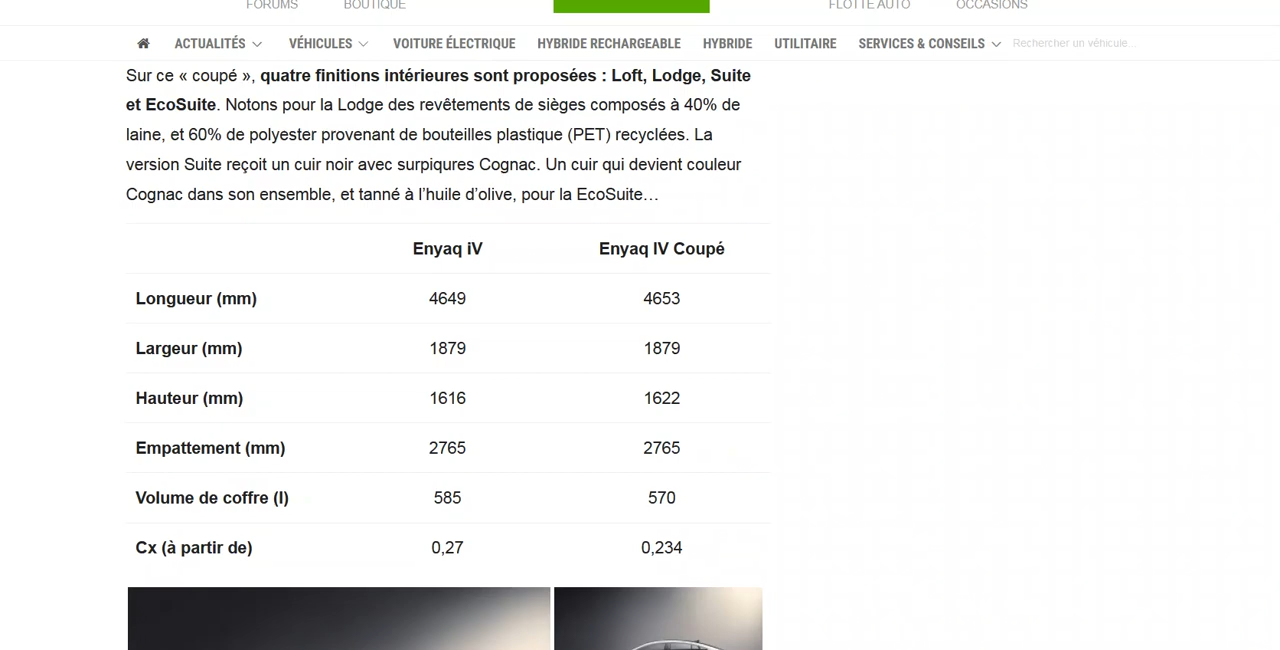 FORUMS BOUTIQUE FLOTTE AUTO OCCASIONS
ACTUALITÉS VÉHICULES VOITURE ÉLECTRIQUE HYBRIDE RECHARGEABLE HYBRIDE UTILITAIRE SERVICES & CONSEILS Rechercher un véhicule...
Sur ce « coupé », quatre finitions intérieures sont proposées : Loft, Lodge, Suite
et EcoSuite. Notons pour la Lodge des revêtements de sièges composés à 40% de
laine, et 60% de polyester provenant de bouteilles plastique (PET) recyclées. La
version Suite reçoit un cuir noir avec surpiqures Cognac. Un cuir qui devient couleur
Cognac dans son ensemble, et tanné à l’huile d’olive, pour la EcoSuite…
Enyaq iV Enyaq IV Coupé
Longueur (mm) 4649 4653
Largeur (mm) 1879 1879
Hauteur (mm) 1616 1622
Empattement (mm) 2765 2765
Volume de coffre (l) 585 570
Cx (à partir de) 0,27 0,234